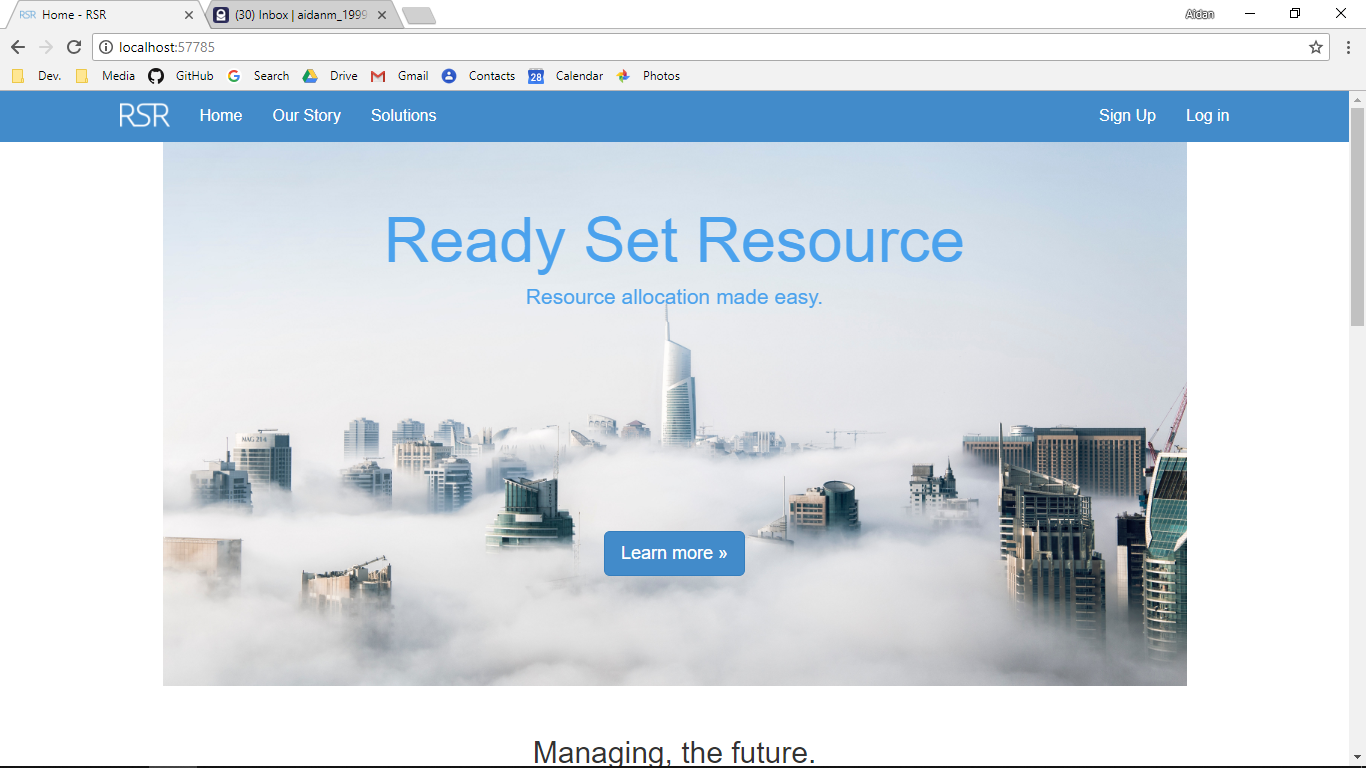 RSR Home - RSR
(30) Inbox | aidanm_1999
Aidan
localhost:57785
Dev. Media GitHub Search Drive Gmail Contacts 28 Calendar Photos
RSR Home Our Story Solutions Sign Up Log in
Ready Set Resource
Resource allocation made easy.
MAG 214
Learn more »
Managing, the future.